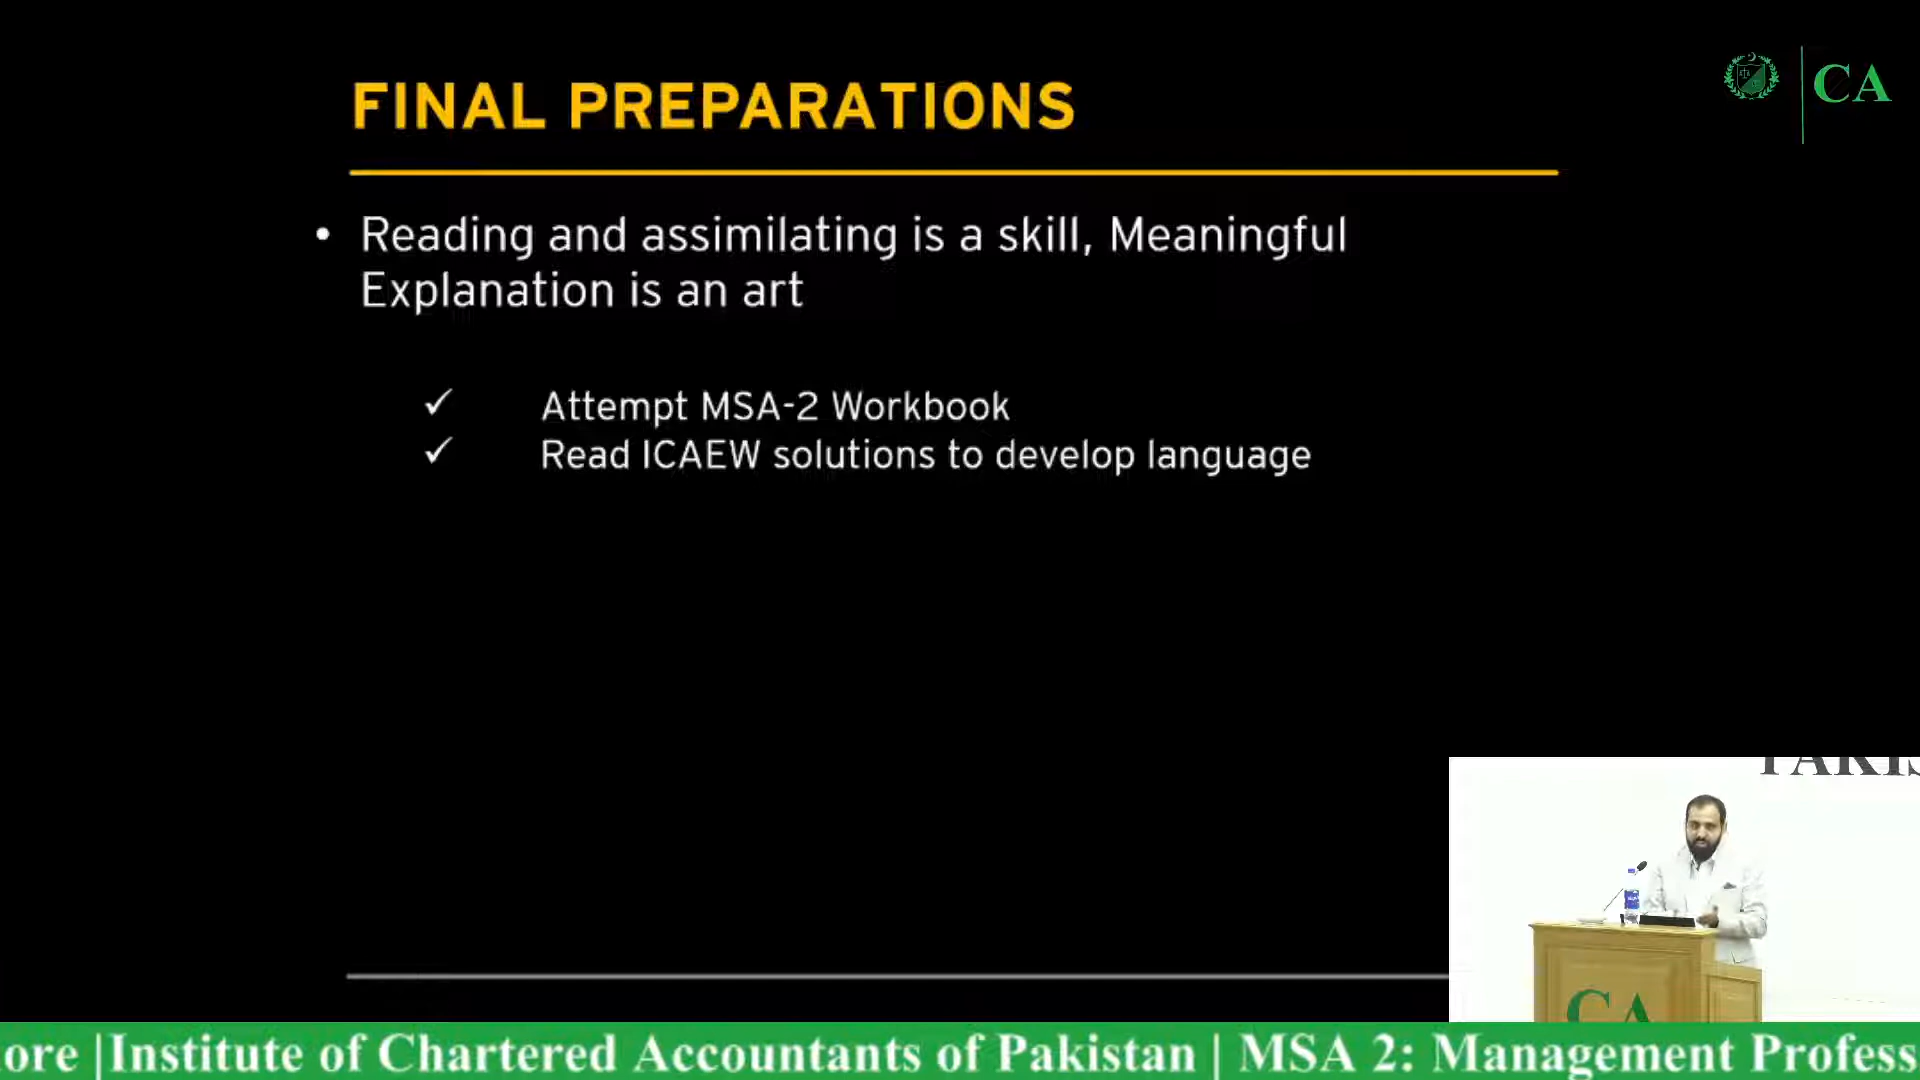 FINAL PREPARATIONS
CA
• Reading and assimilating is a skill, Meaningful
Explanation is an art
✓ Attempt MSA-2 Workbook
✓ Read ICAEW solutions to develop language
PAKIS
CA
ore |Institute of Chartered Accountants of Pakistan | MSA 2: Management Profess